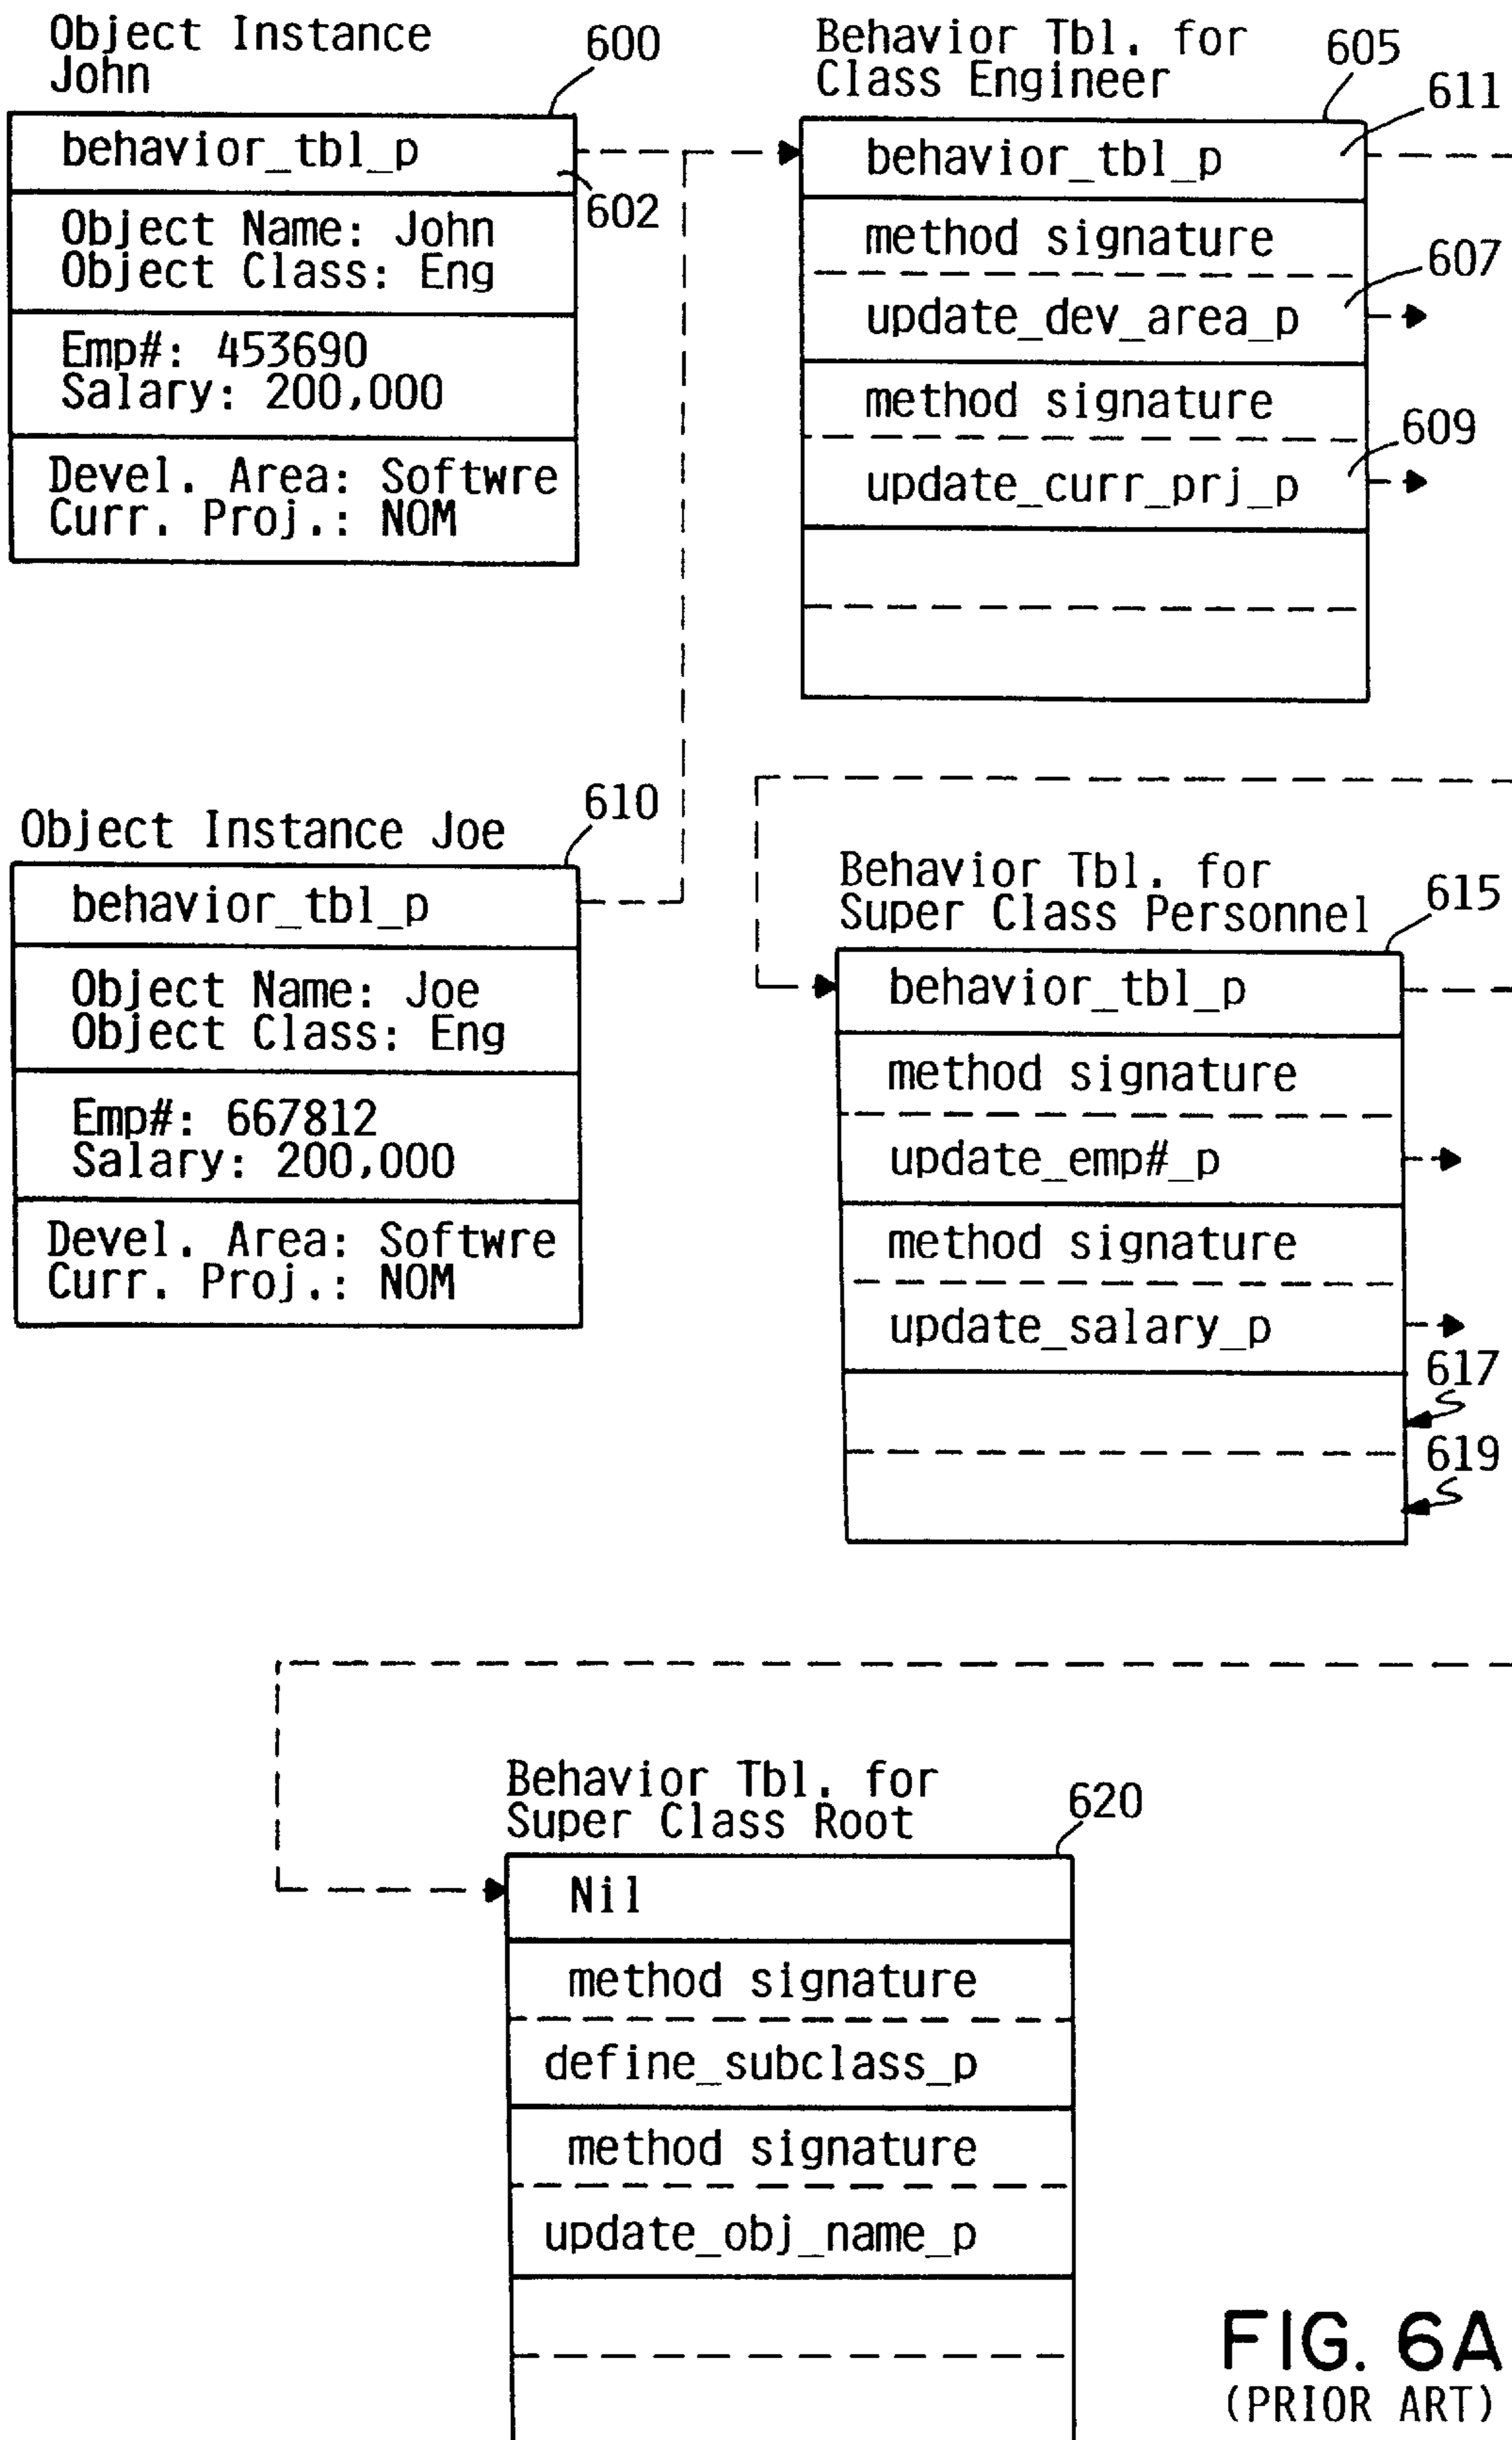 Object Instance
John
600
behavior_tbl_p
602
Object Name: John
Object Class: Eng
Emp#: 453690
Salary: 200,000
Devel. Area: Softwre
Curr. Proj.: NOM
Behavior Tbl. for
Class Engineer
605
611
behavior_tbl_p
method signature
607
update_dev_area_p
method signature
609
update_curr_prj_p
Object Instance Joe
610
behavior_tbl_p
Object Name: Joe
Object Class: Eng
Emp#: 667812
Salary: 200,000
Devel. Area: Softwre
Curr. Proj.: NOM
Behavior Tbl. for
Super Class Personnel
615
behavior_tbl_p
method signature
update_emp#_p
method signature
update_salary_p
617
619
Behavior Tbl. for
Super Class Root
620
Nil
method signature
define_subclass_p
method signature
update_obj_name_p
FIG. 6A
(PRIOR ART)